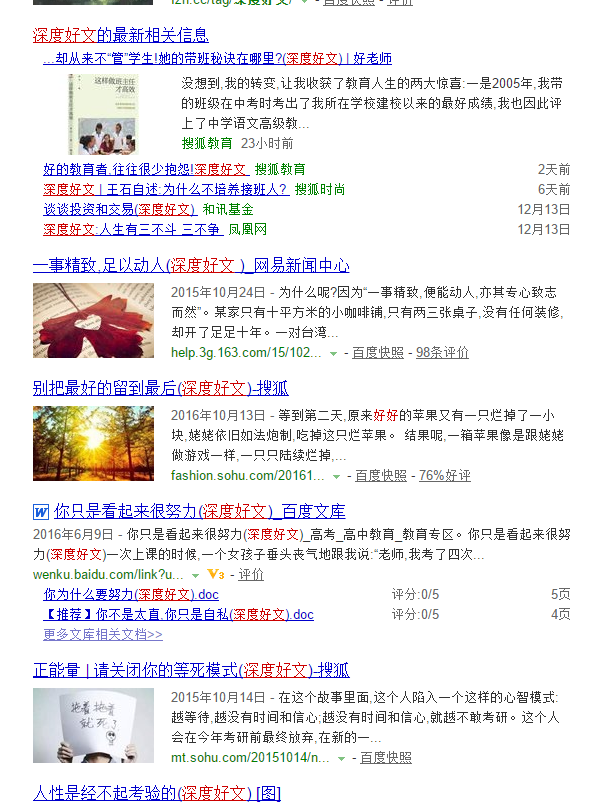 深度好文的最新相关信息
...却从来不“管”学生!她的带班秘诀在哪里?(深度好文) | 好老师
这样做班主任
才高效
没想到,我的转变,让我收获了教育人生的两大惊喜:一是2005年,我带
的班级在中考时考出了我所在学校建校以来的最好成绩,我也因此评
上了中学语文高级教...
搜狐教育 23小时前
好的教育者,往往很少抱怨!深度好文 搜狐教育 2天前
深度好文 | 王石自述:为什么不培养接班人? 搜狐时尚 6天前
谈谈投资和交易(深度好文) 和讯基金 12月13日
深度好文:人生有三不斗 三不争 凤凰网 12月13日
一事精致,足以动人(深度好文 )_网易新闻中心
2015年10月24日 - 为什么呢?因为“一事精致,便能动人,亦其专心致志
而然”。某家只有十平方米的小咖啡铺,只有两三张桌子,没有任何装修,
却开了足足十年。一对台湾...
help.3g.163.com/15/102... - 百度快照 - 98条评价
别把最好的留到最后(深度好文)-搜狐
2016年10月13日 - 等到第二天,原来好好的苹果又有一只烂掉了一小
块,姥姥依旧如法炮制,吃掉这只烂苹果。 结果呢,一箱苹果像是跟姥姥
做游戏一样,一只只陆续烂掉,...
fashion.sohu.com/20161... - 百度快照 - 76%好评
W 你只是看起来很努力(深度好文)_百度文库
2016年6月9日 - 你只是看起来很努力(深度好文)_高考_高中教育_教育专区。你只是看起来很努
力(深度好文)一次上课的时候,一个女孩子垂头丧气地跟我说:“老师,我考了四次...
wenku.baidu.com/link?u... V3 - 评价
你为什么要努力(深度好文).doc 评分:0/5 5页
【推荐】你不是太直,你只是自私(深度好文).doc 评分:0/5 4页
更多文库相关文档>>
正能量 | 请关闭你的等死模式(深度好文)-搜狐
拖着拖着
就死了
2015年10月14日 - 在这个故事里面,这个人陷入一个这样的心智模式:
越等待,越没有时间和信心;越没有时间和信心,就越不敢考研。这个人
会在今年考研前最终放弃,在新的一...
mt.sohu.com/20151014/n... - 百度快照
人性是经不起考验的(深度好文) [图]